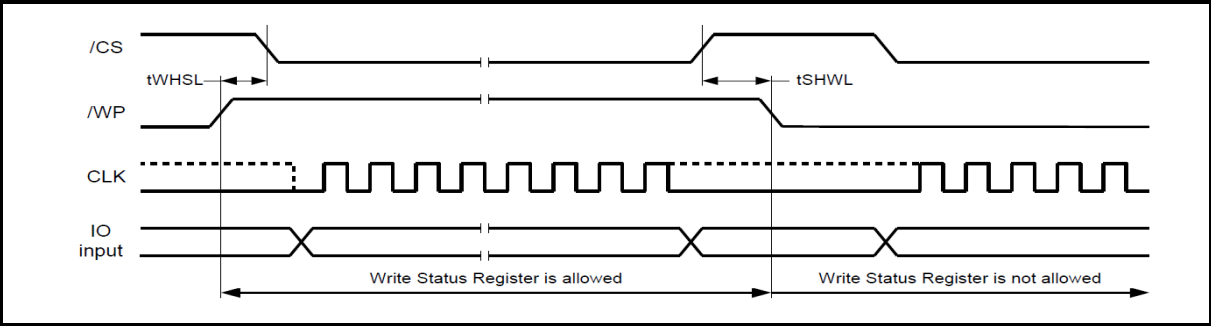 /CS
tWHSL
tSHWL
/WP
CLK
IO
input
Write Status Register is allowed
Write Status Register is not allowed